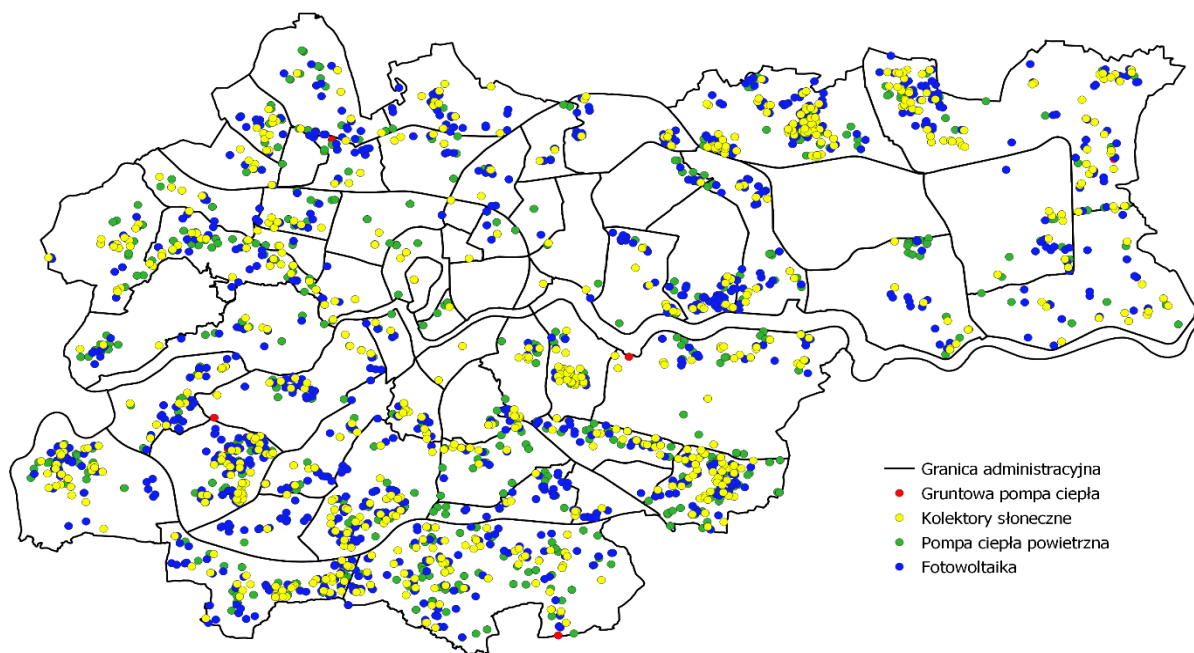 Granica administracyjna
Gruntowa pompa ciepła
Kolektory słoneczne
Pompa ciepła powietrzna
Fotowoltaika